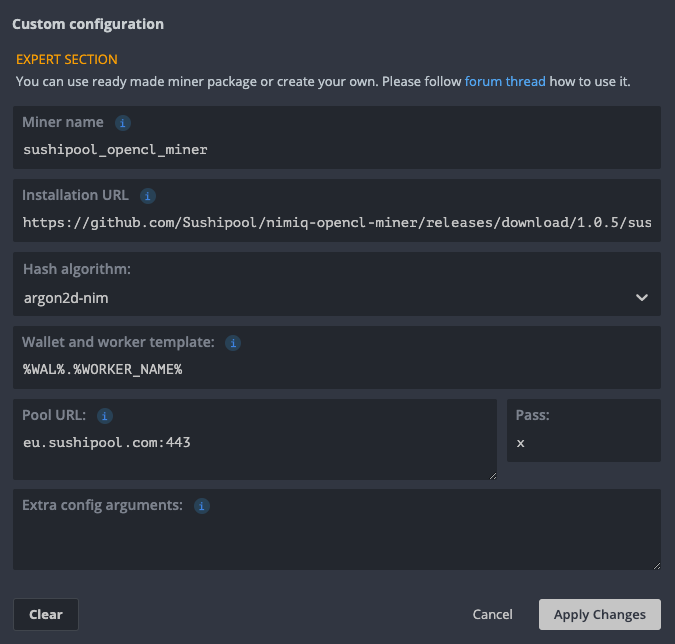 Custom configuration
EXPERT SECTION
You can use ready made miner package or create your own. Please follow forum thread how to use it.
Miner name i
sushipool_opencl_miner
Installation URL i
https://github.com/Sushipool/nimiq-opencl-miner/releases/download/1.0.5/sus
Hash algorithm:
argon2d-nim
Wallet and worker template: i
%WAL%.%WORKER_NAME%
Pool URL: i
eu.sushipool.com:443
Pass:
x
Extra config arguments: i
Clear
Cancel
Apply Changes